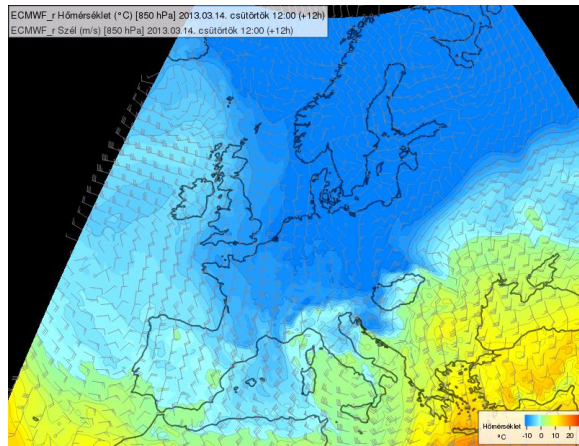 ECMWF_r Hőmérséklet (°C) [850 hPa] 2013.03.14. csütörtök 12:00 (+12h)
ECMWF_r Szél (m/s) [850 hPa] 2013.03.14. csütörtök 12:00 (+12h)
Hőmérséklet
°C
-10 0 10 20